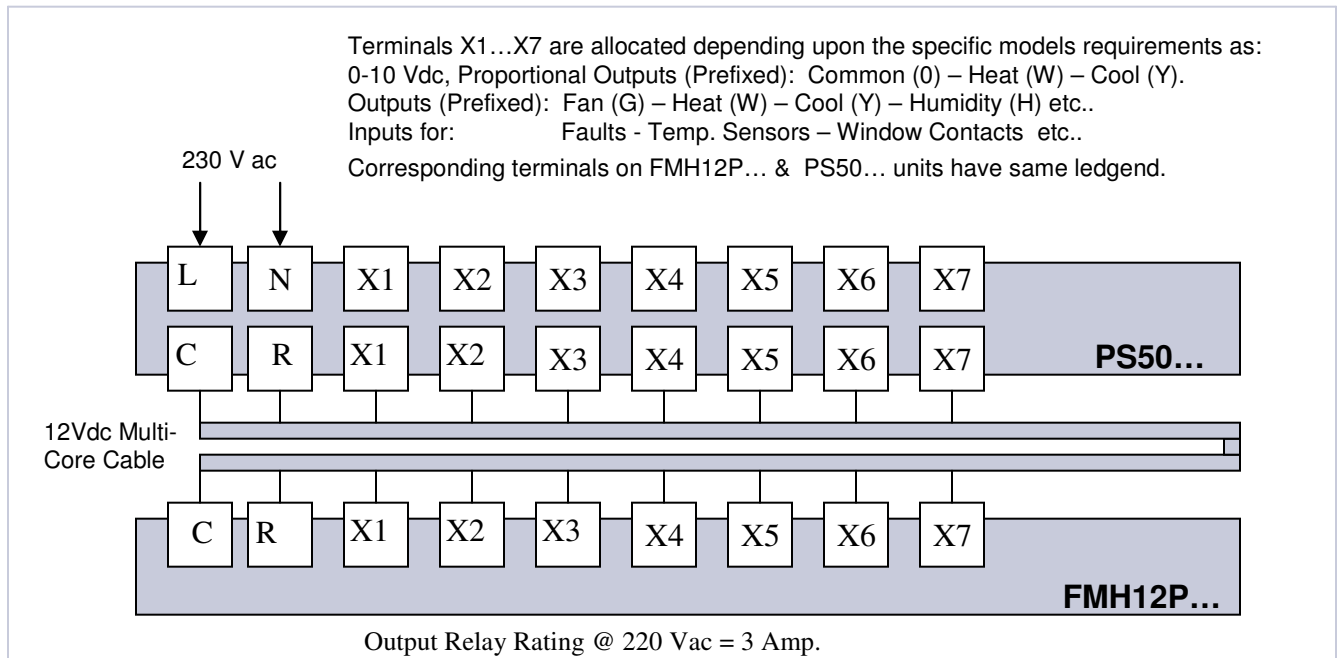 Terminals X1…X7 are allocated depending upon the specific models requirements as:
0-10 Vdc, Proportional Outputs (Prefixed): Common (0) – Heat (W) – Cool (Y).
Outputs (Prefixed): Fan (G) – Heat (W) – Cool (Y) – Humidity (H) etc..
Inputs for: Faults - Temp. Sensors – Window Contacts etc..
230 V ac
Corresponding terminals on FMH12P… & PS50… units have same ledgend.
L N X1 X2 X3 X4 X5 X6 X7
C R X1 X2 X3 X4 X5 X6 X7
PS50…
12Vdc Multi-
Core Cable
C R X1 X2 X3 X4 X5 X6 X7
FMH12P…
Output Relay Rating @ 220 Vac = 3 Amp.